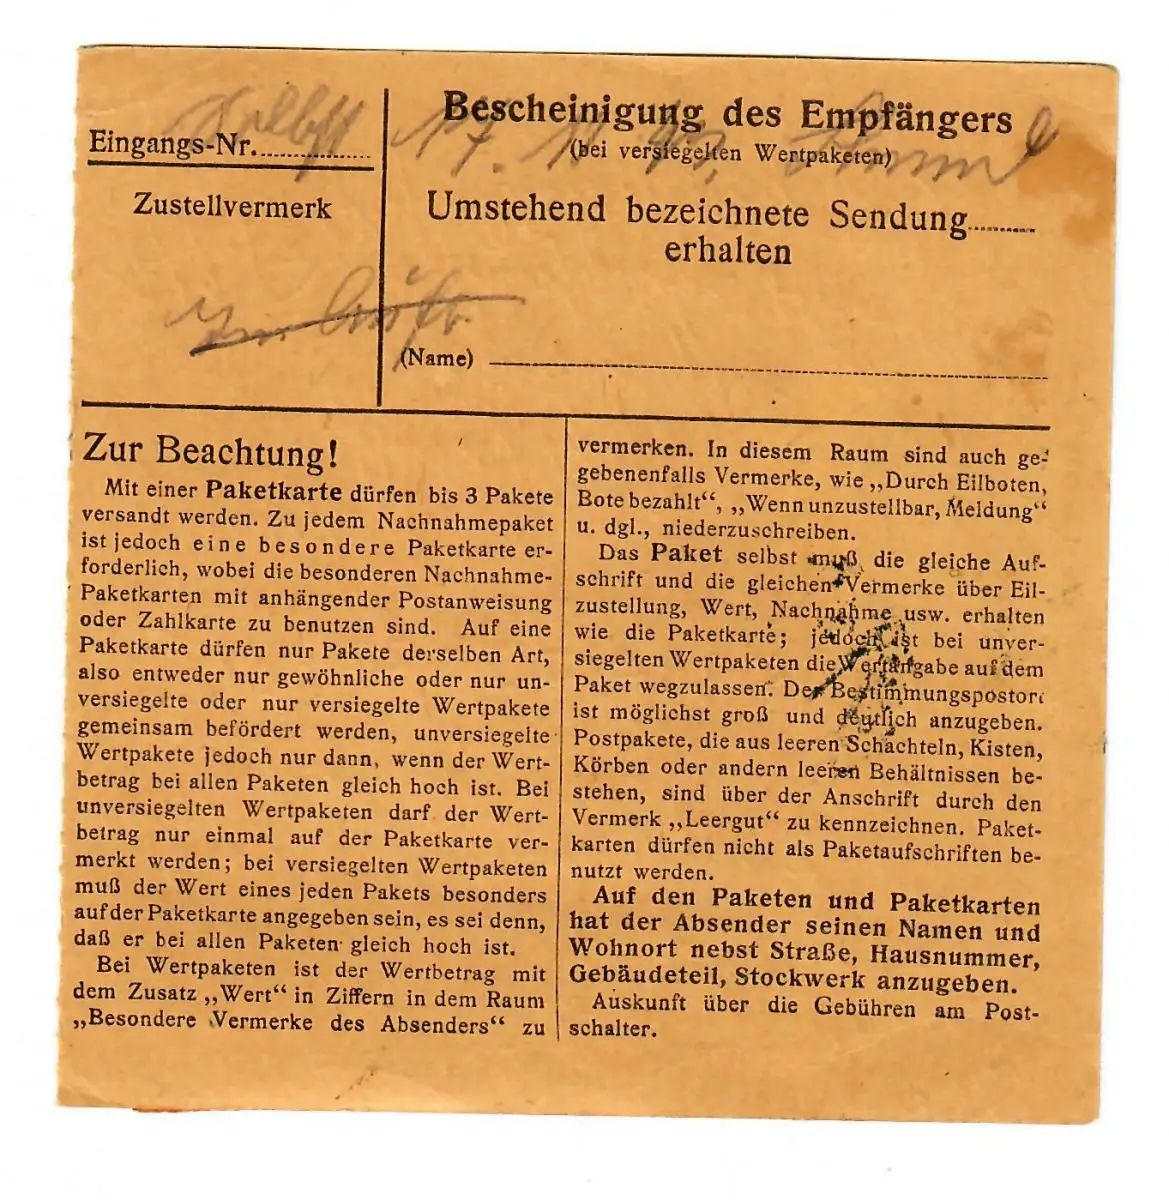 Eingangs-Nr.
Zustellvermerk
Bescheinigung des Empfängers
(bei versiegelten Wertpaketen)
Umstehend bezeichnete Sendung
erhalten
(Name)
Zur Beachtung!
Mit einer Paketkarte dürfen bis 3 Pakete
versandt werden. Zu jedem Nachnahmepaket
ist jedoch eine besondere Paketkarte er-
forderlich, wobei die besonderen Nachnahme-
Paketkarten mit anhängender Postanweisung
oder Zahlkarte zu benutzen sind. Auf eine
Paketkarte dürfen nur Pakete derselben Art,
also entweder nur gewöhnliche oder nur un-
versiegelte oder nur versiegelte Wertpakete
gemeinsam befördert werden, unversiegelte
Wertpakete jedoch nur dann, wenn der Wert-
betrag bei allen Paketen gleich hoch ist. Bei
unversiegelten Wertpaketen darf der Wert-
betrag nur einmal auf der Paketkarte ver-
merkt werden; bei versiegelten Wertpaketen
muß der Wert eines jeden Pakets besonders
auf der Paketkarte angegeben sein, es sei denn,
daß er bei allen Paketen gleich hoch ist.
Bei Wertpaketen ist der Wertbetrag mit
dem Zusatz „Wert“ in Ziffern in dem Raum
„Besondere Vermerke des Absenders“ zu
vermerken. In diesem Raum sind auch ge-
gebenenfalls Vermerke, wie „Durch Eilboten,
Bote bezahlt“, „Wenn unzustellbar, Meldung“
u. dgl., niederzuschreiben.
Das Paket selbst muß die gleiche Auf-
schrift und die gleichen Vermerke über Eil-
zustellung, Wert, Nachnahme usw. erhalten
wie die Paketkarte; jedoch ist bei unver-
siegelten Wertpaketen die Wertangabe auf dem
Paket wegzulassen. Der Bestimmungspostort
ist möglichst groß und deutlich anzugeben.
Postpakete, die aus leeren Schachteln, Kisten,
Körben oder andern leeren Behältnissen be-
stehen, sind über der Anschrift durch den
Vermerk „Leergut“ zu kennzeichnen. Paket-
karten dürfen nicht als Paketaufschriften be-
nutzt werden.
Auf den Paketen und Paketkarten
hat der Absender seinen Namen und
Wohnort nebst Straße, Hausnummer,
Gebäudeteil, Stockwerk anzugeben.
Auskunft über die Gebühren am Post-
schalter.